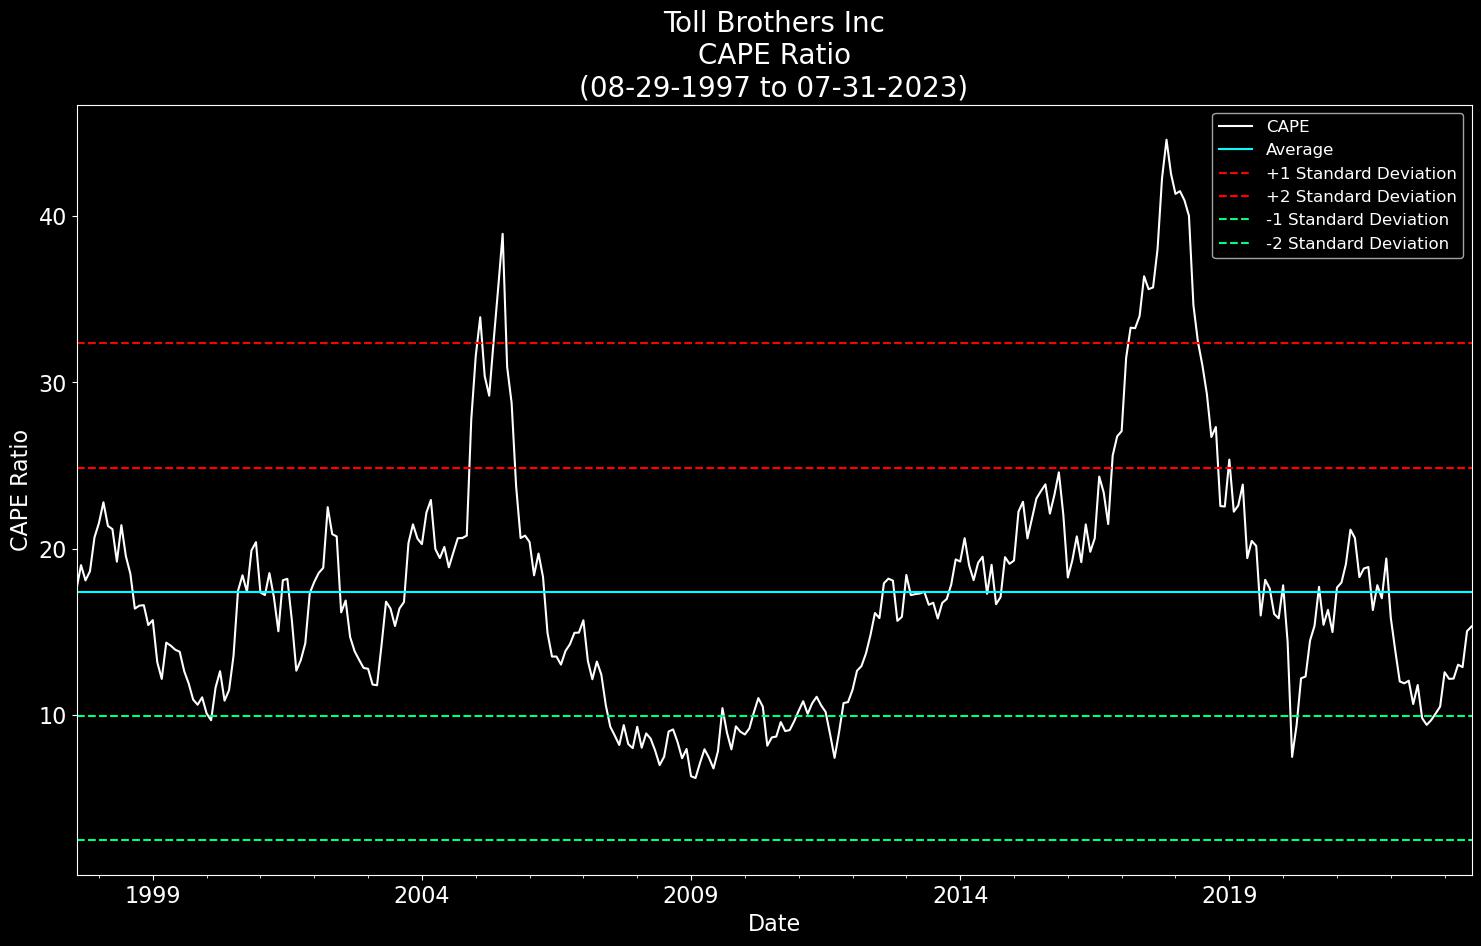 Toll Brothers Inc
CAPE Ratio
(08-29-1997 to 07-31-2023)
CAPE
Average
+1 Standard Deviation
+2 Standard Deviation
-1 Standard Deviation
-2 Standard Deviation
CAPE Ratio
40
30
20
10
1999 2004 2009 2014 2019
Date